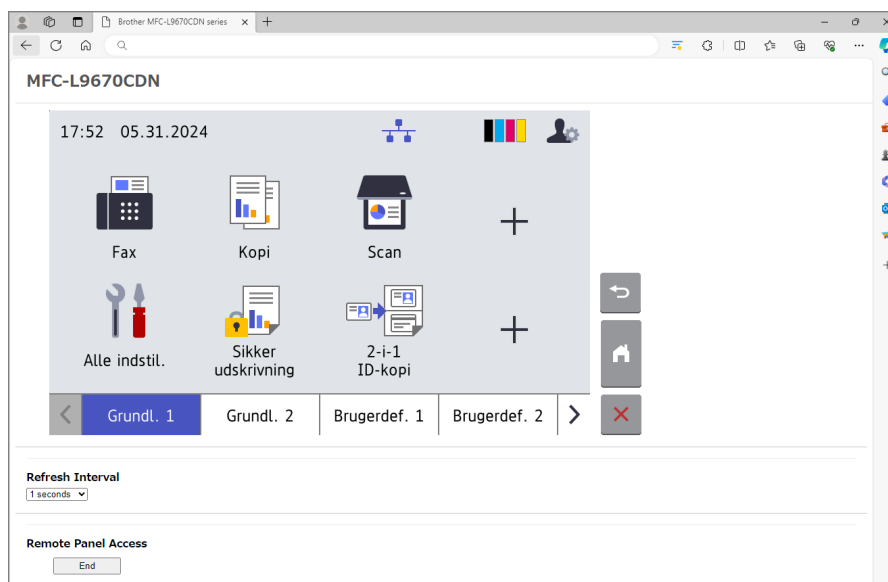 Brother MFC-L9670CDN series
MFC-L9670CDN
17:52 05.31.2024
Fax
Kopi
Scan
Alle indstil.
Sikker
udskrivning
2-i-1
ID-kopi
Grundl. 1
Grundl. 2
Brugerdef. 1
Brugerdef. 2
Refresh Interval
1 seconds
Remote Panel Access
End